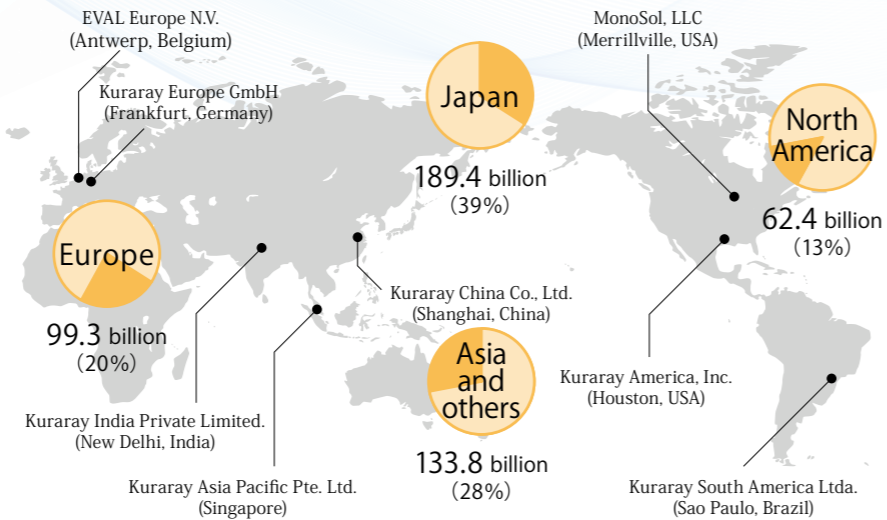 EVAL Europe N.V.
(Antwerp, Belgium)
Kuraray Europe GmbH
(Frankfurt, Germany)
Japan
189.4 billion
(39%)
MonoSol, LLC
(Merrillville, USA)
North
America
62.4 billion
(13%)
Europe
99.3 billion
(20%)
Kuraray China Co., Ltd.
(Shanghai, China)
Asia
and
others
133.8 billion
(28%)
Kuraray America, Inc.
(Houston, USA)
Kuraray India Private Limited.
(New Delhi, India)
Kuraray Asia Pacific Pte. Ltd.
(Singapore)
Kuraray South America Ltda.
(Sao Paulo, Brazil)